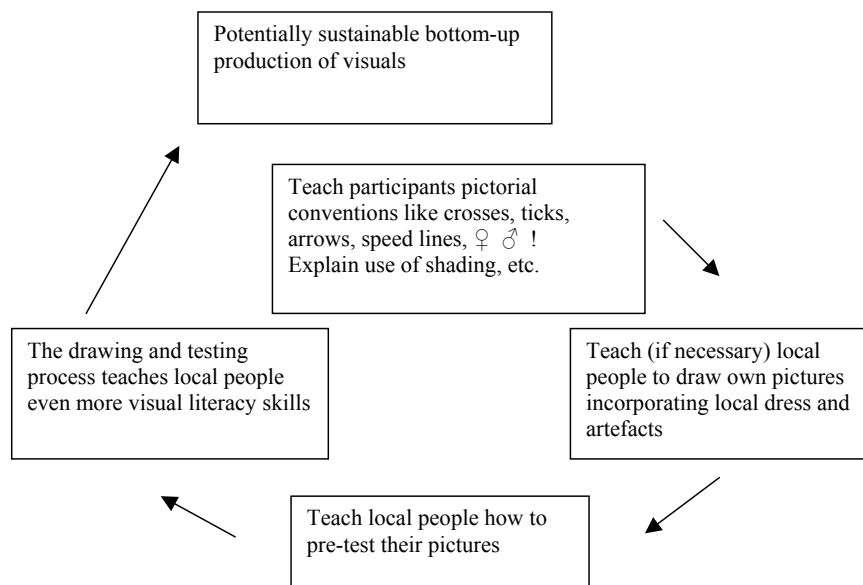 Potentially sustainable bottom-up
production of visuals
Teach participants pictorial
conventions like crosses, ticks,
arrows, speed lines, ♀ ♂ !
Explain use of shading, etc.
The drawing and testing
process teaches local people
even more visual literacy skills
Teach (if necessary) local
people to draw own pictures
incorporating local dress and
artefacts
Teach local people how to
pre-test their pictures